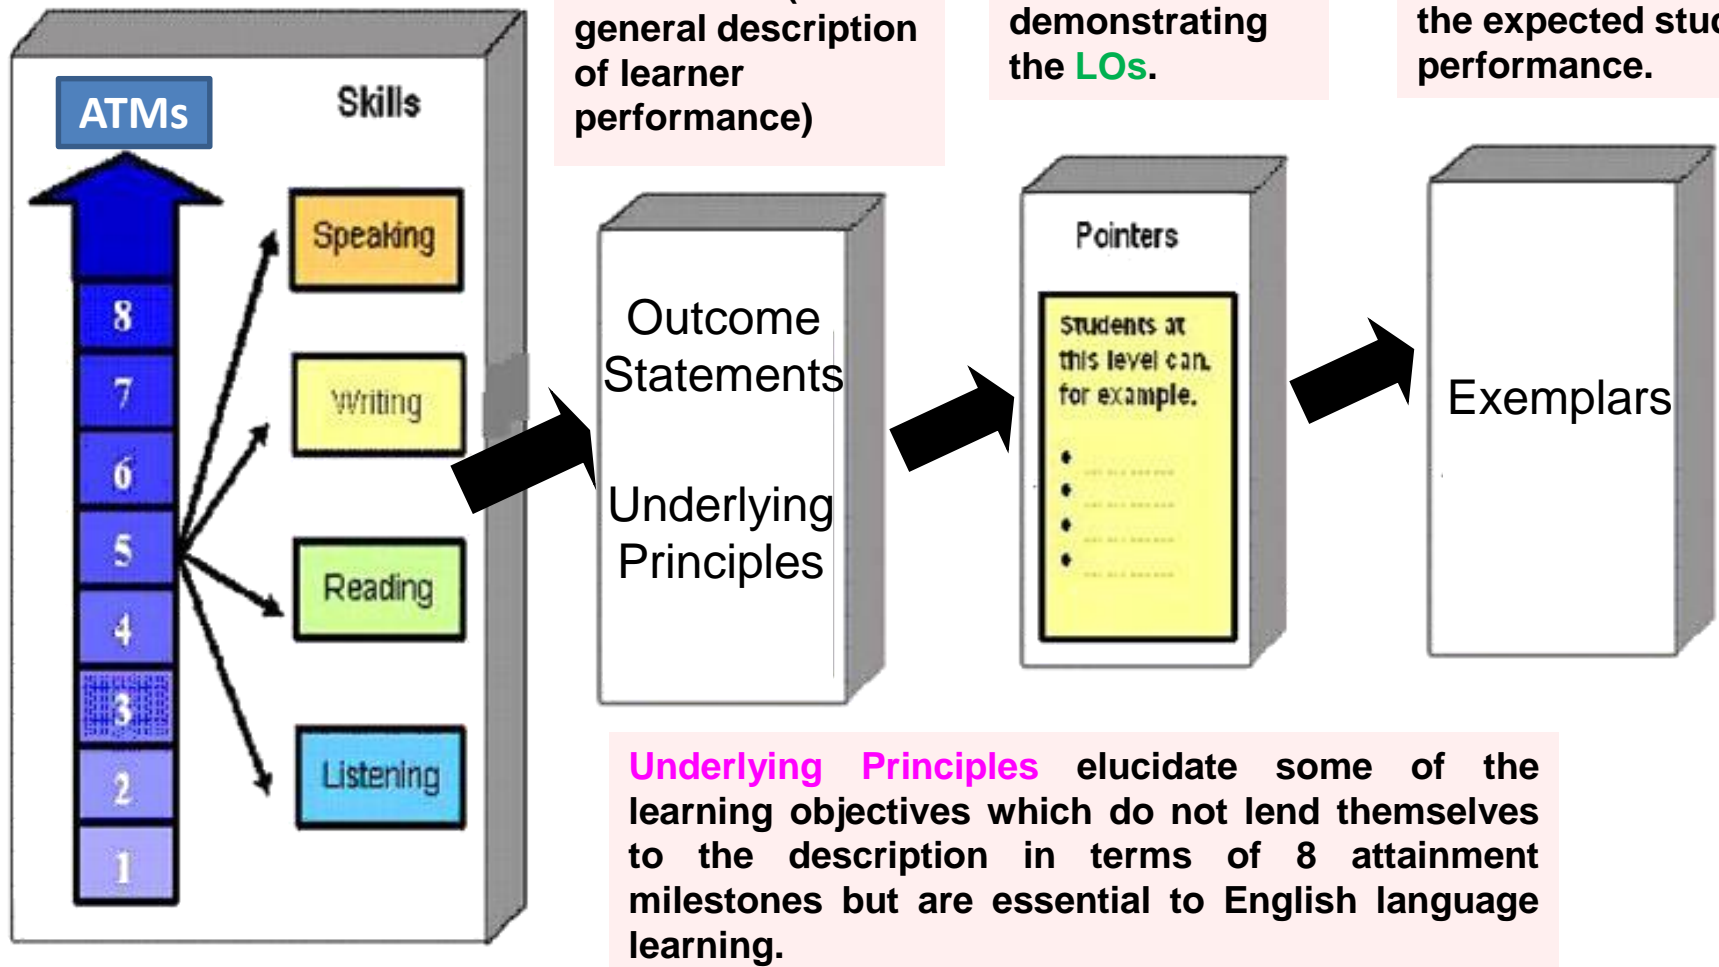 general description
of learner
performance)
demonstrating
the LOs.
the expected
performance.
ATMs
Skills
8
7
6
5
4
3
2
1
Speaking
Writing
Reading
Listening
Outcome
Statements
Underlying
Principles
Pointers
Students at
this level can,
for example.
Exemplars
Underlying Principles elucidate some of the
learning objectives which do not lend themselves
to the description in terms of 8 attainment
milestones but are essential to English language
learning.